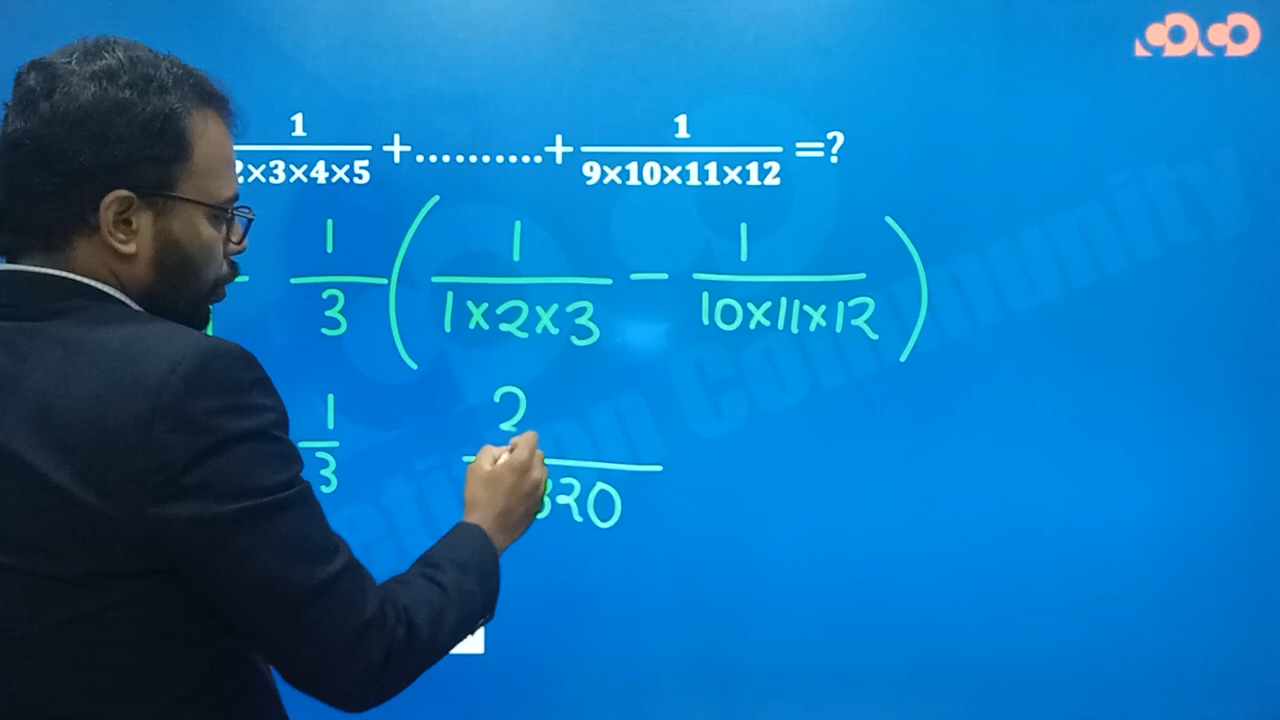 1/2×3×4×5 +..........+ 1/9×10×11×12 =?
- 1/3 ( 1/1×2×3 - 1/10×11×12 )
1/3 2/320